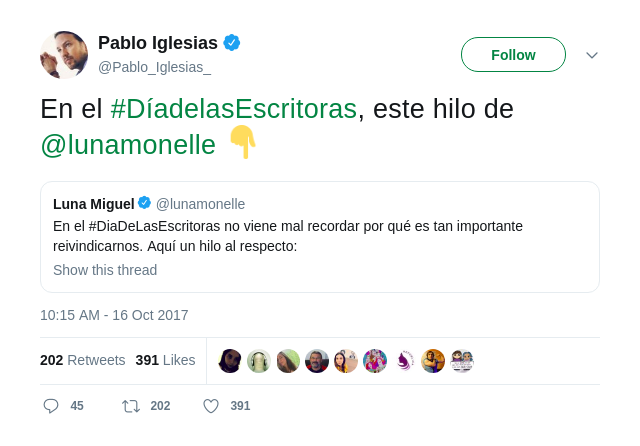 Pablo Iglesias
@Pablo_Iglesias_
Follow
En el #DíadelasEscritoras, este hilo de
@lunamonelle 👇
Luna Miguel @lunamonelle
En el #DiaDeLasEscritoras no viene mal recordar por qué es tan importante
reivindicarnos. Aquí un hilo al respecto:
Show this thread
10:15 AM - 16 Oct 2017
202 Retweets 391 Likes
45 202 391